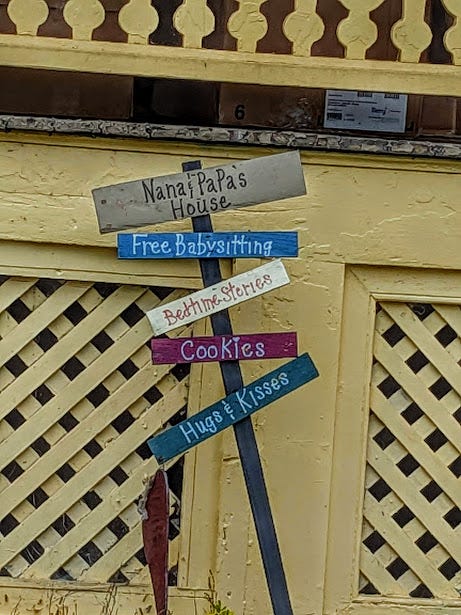 6
Nana & PaPa's
House
Free Babysitting
Bedtime Stories
Cookies
Hugs & Kisses